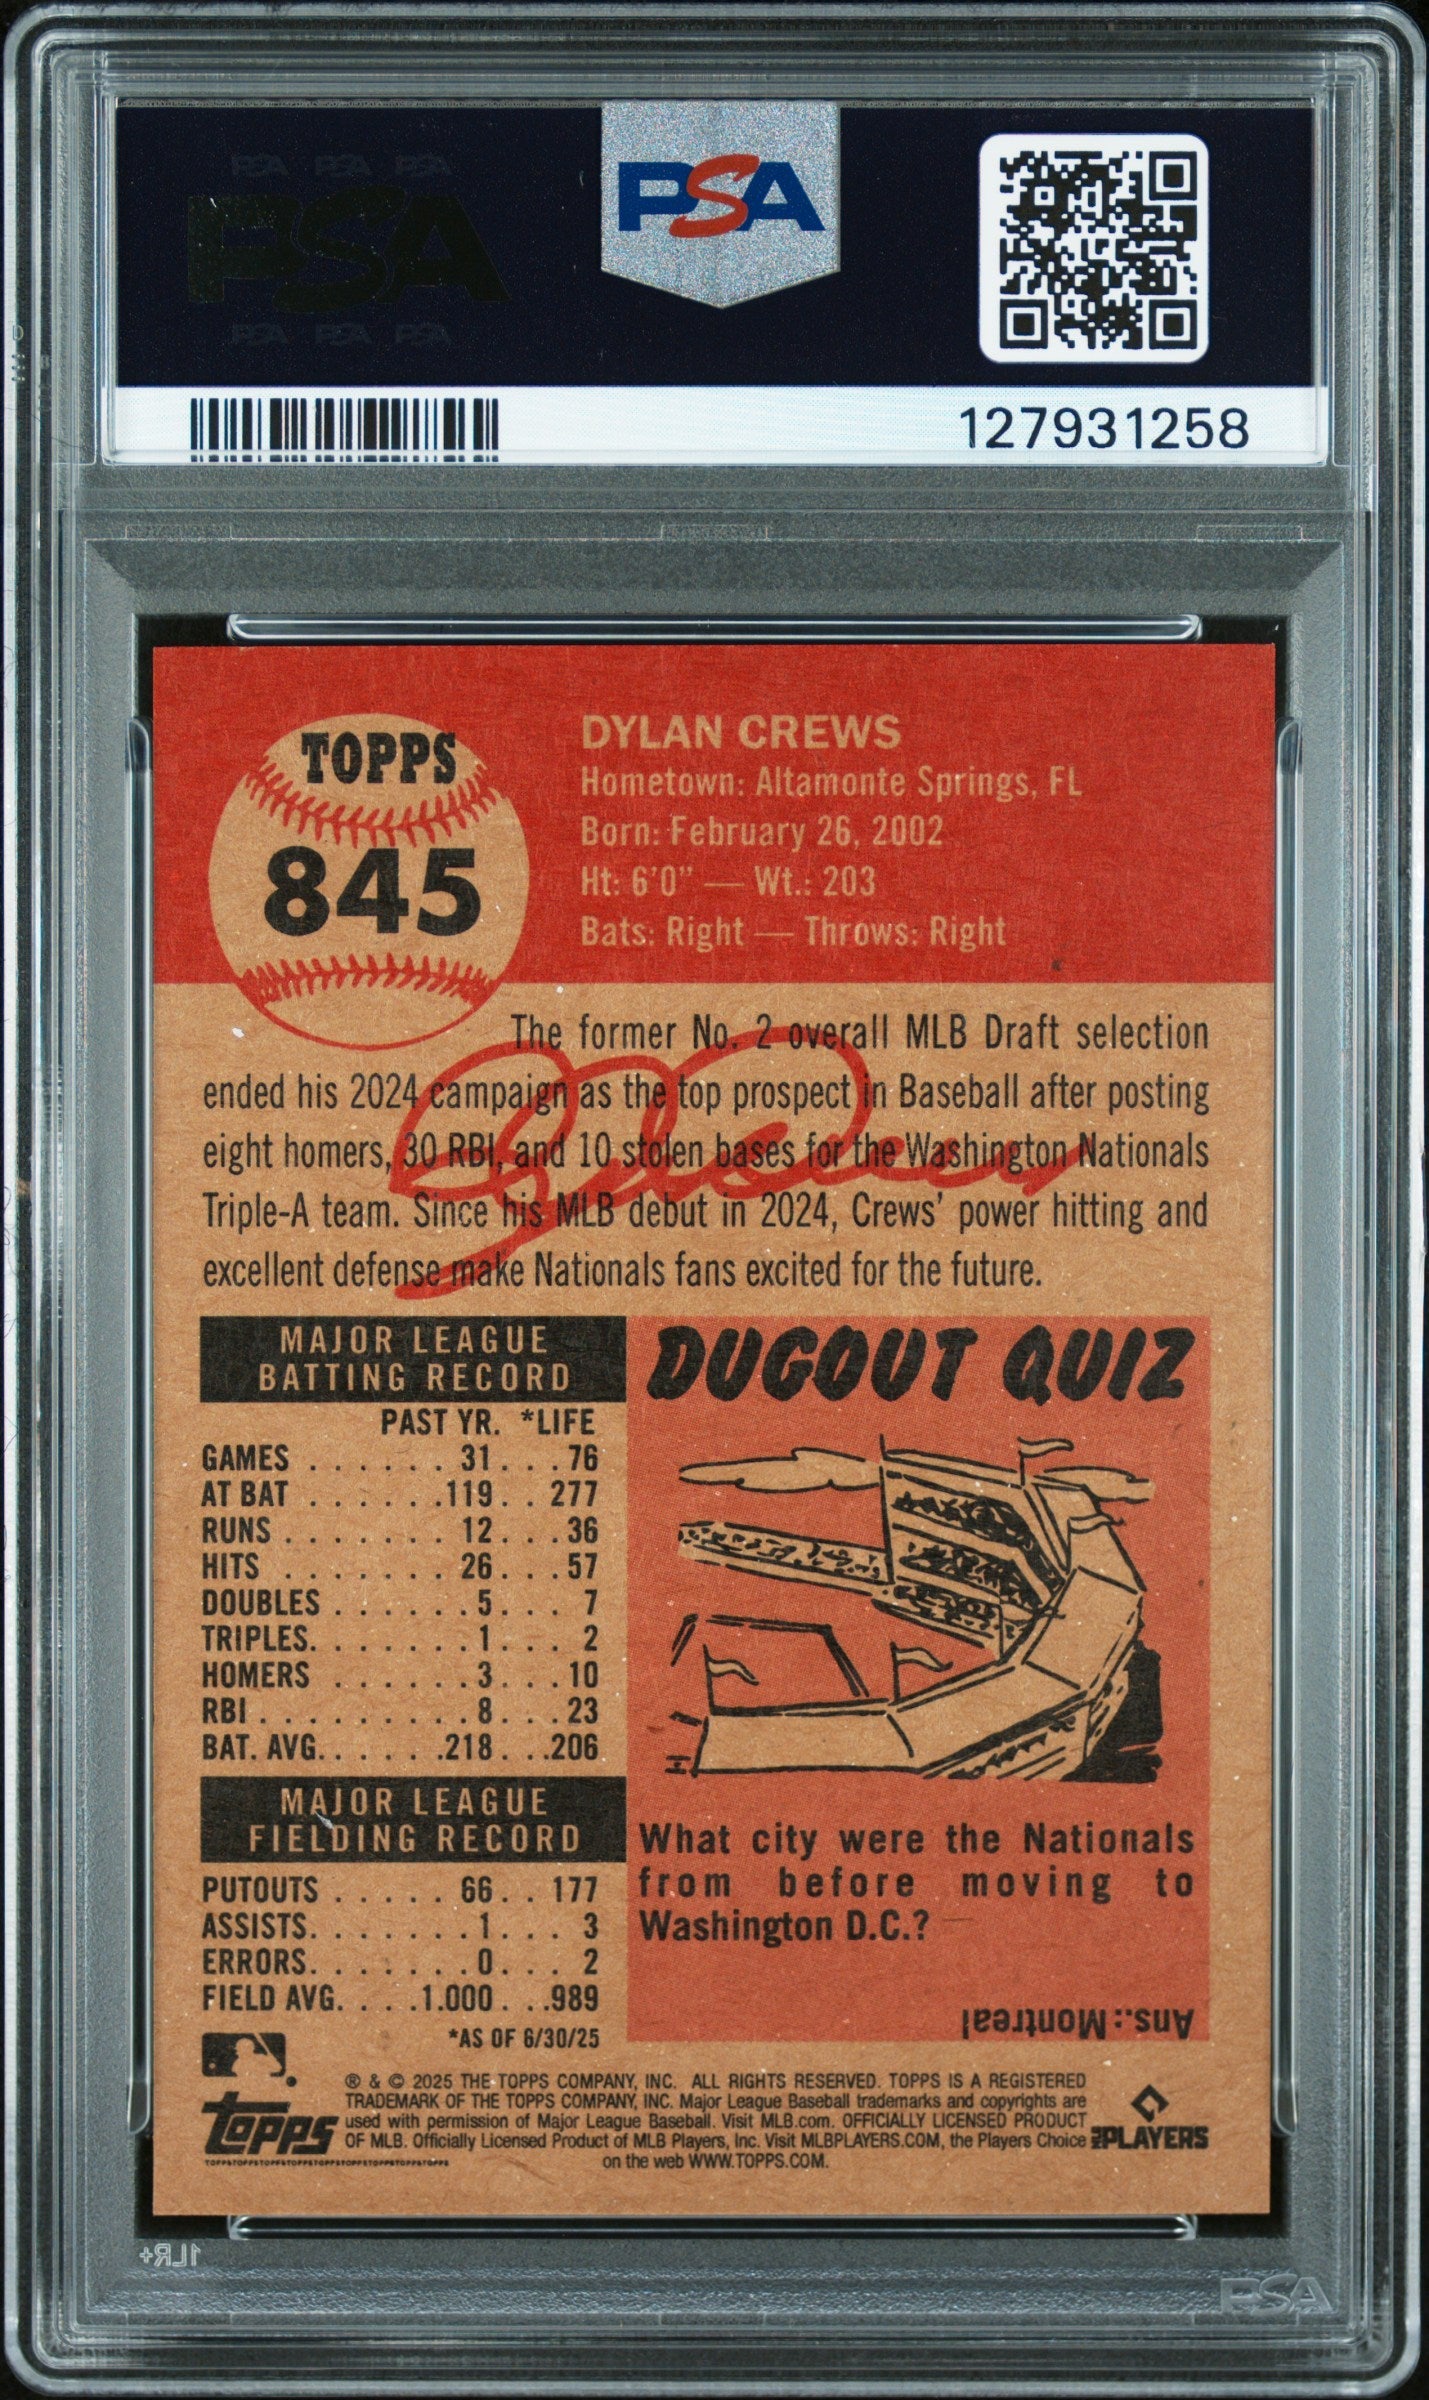 PSA PSA PSA
PSA
PSA PSA PSA
PSA
127931258
TOPPS
845
DYLAN CREWS
Hometown: Altamonte Springs, FL
Born: February 26, 2002
Ht: 6'0" — Wt.: 203
Bats: Right — Throws: Right
The former No. 2 overall MLB Draft selection
ended his 2024 campaign as the top prospect in Baseball after posting
eight homers, 30 RBI, and 10 stolen bases for the Washington Nationals
Triple-A team. Since his MLB debut in 2024, Crews' power hitting and
excellent defense make Nationals fans excited for the future.
MAJOR LEAGUE
BATTING RECORD
PAST YR. *LIFE
GAMES . . . . . . 31 . . . 76
AT BAT . . . . . .119 . . 277
RUNS . . . . . . . 12 . . . 36
HITS . . . . . . . 26 . . . 57
DOUBLES . . . . . . 5 . . . 7
TRIPLES. . . . . . . 1 . . . 2
HOMERS . . . . . . 3 . . . 10
RBI . . . . . . . . . 8 . . . 23
BAT. AVG. . . . . .218 . . .206
MAJOR LEAGUE
FIELDING RECORD
PUTOUTS . . . . . 66 . . 177
ASSISTS. . . . . . . 1 . . . 3
ERRORS. . . . . . . 0 . . . 2
FIELD AVG. . . . .1.000 . . .989
*AS OF 6/30/25
DUGOUT QUIZ
What city were the Nationals
from before moving to
Washington D.C.?
Ans.: Montreal
® & © 2025 THE TOPPS COMPANY, INC. ALL RIGHTS RESERVED. TOPPS IS A REGISTERED
TRADEMARK OF THE TOPPS COMPANY, INC. Major League Baseball trademarks and copyrights are
used with permission of Major League Baseball. Visit MLB.com. OFFICIALLY LICENSED PRODUCT
OF MLB. Officially Licensed Product of MLB Players, Inc. Visit MLBPLAYERS.COM, the Players Choice
on the web WWW.TOPPS.COM.
topps
TOPPSTOPPSTOPPSTOPPSTOPPSTOPPSTOPPSTOPPSTOPPS
MLB PLAYERS
1LR+
PSA